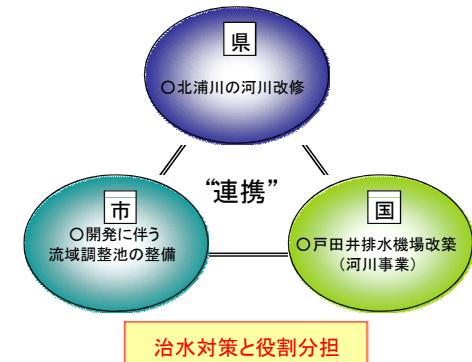 県
○北浦川の河川改修
“連携”
市
○開発に伴う
流域調整池の整備
国
○戸田井排水機場改築
（河川事業）
治水対策と役割分担